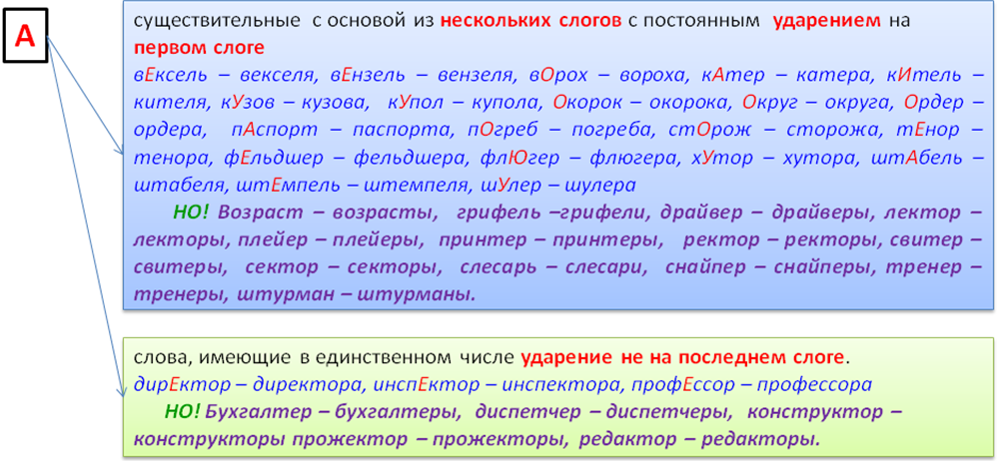 А
существительные с основой из нескольких слогов с постоянным ударением на
первом слоге
вЕксель – векселя, вЕнзель – вензеля, вОрох – вороха, кАтер – катера, кИтель –
кителя, кУзов – кузова, кУпол – купола, Окорок – окорока, Округ – округа, Ордер –
ордера, пАспорт – паспорта, пОгреб – погреба, стОрож – сторожа, тЕнор –
тенора, фЕльдшер – фельдшера, флЮгер – флюгера, хУтор – хутора, штАбель –
штабеля, штЕмпель – штемпеля, шУлер – шулера
НО! Возраст – возрасты, грифель –грифели, драйвер – драйверы, лектор –
лекторы, плейер – плейеры, принтер – принтеры, ректор – ректоры, свитер –
свитеры, сектор – секторы, слесарь – слесари, снайпер – снайперы, тренер –
тренеры, штурман – штурманы.
слова, имеющие в единственном числе ударение не на последнем слоге.
дирЕктор – директора, инспЕктор – инспектора, профЕссор – профессора
НО! Бухгалтер – бухгалтеры, диспетчер – диспетчеры, конструктор –
конструкторы прожектор – прожекторы, редактор – редакторы.